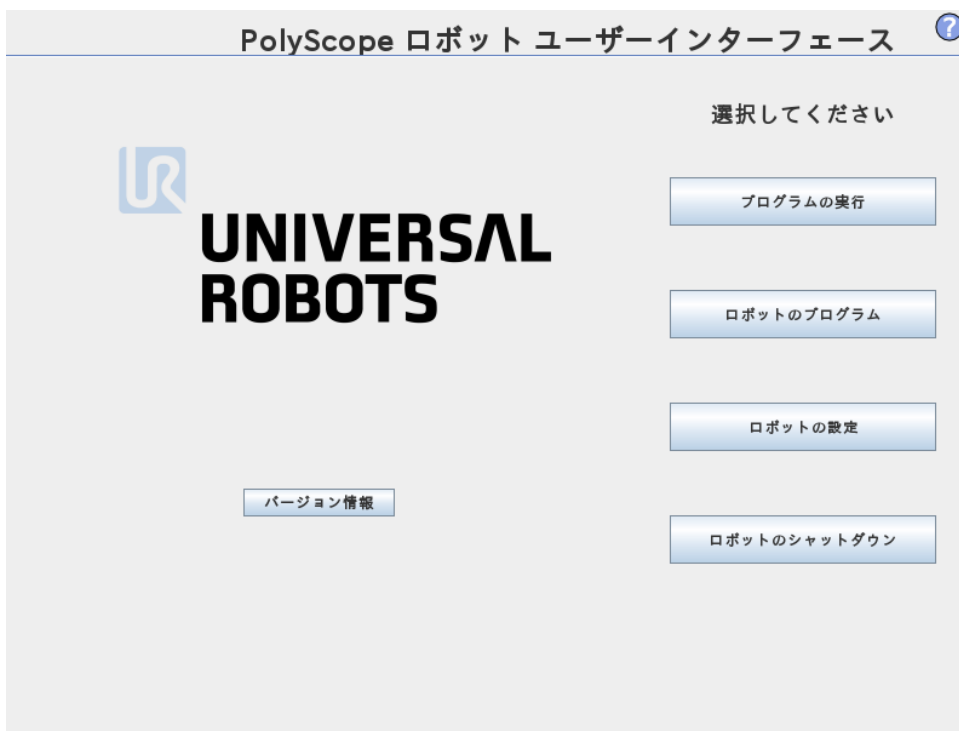 PolyScope ロボット ユーザーインターフェース
?
選択してください
UR
UNIVERSAL
ROBOTS
プログラムの実行
ロボットのプログラム
ロボットの設定
バージョン情報
ロボットのシャットダウン